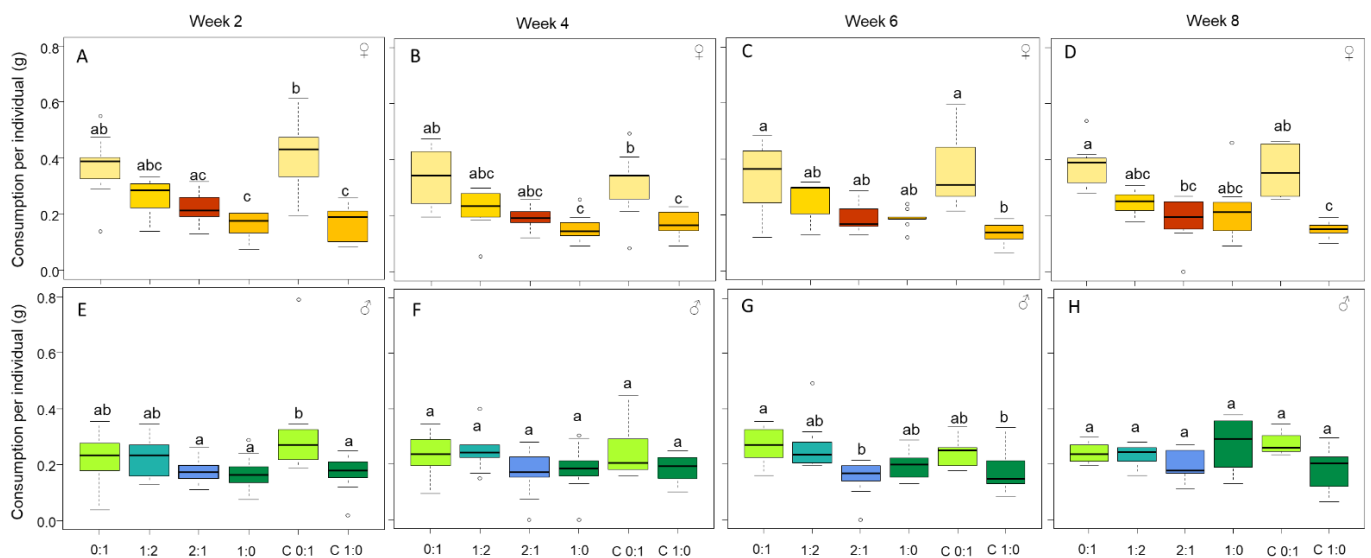 Week 2 Week 4 Week 6 Week 8
Consumption per individual (g)
0.8
0.6
0.4
0.2
0.0
A ♀
ab abc ac c b c
B ♀
ab abc abc c b c
C ♀
a ab ab ab a b
D ♀
a abc bc abc ab c
Consumption per individual (g)
0.8
0.6
0.4
0.2
0.0
E ♂
ab ab a a b a
F ♂
a a a a a a
G ♂
a ab b ab ab b
H ♂
a a a a a a
0:1 1:2 2:1 1:0 C 0:1 C 1:0 0:1 1:2 2:1 1:0 C 0:1 C 1:0 0:1 1:2 2:1 1:0 C 0:1 C 1:0 0:1 1:2 2:1 1:0 C 0:1 C 1:0